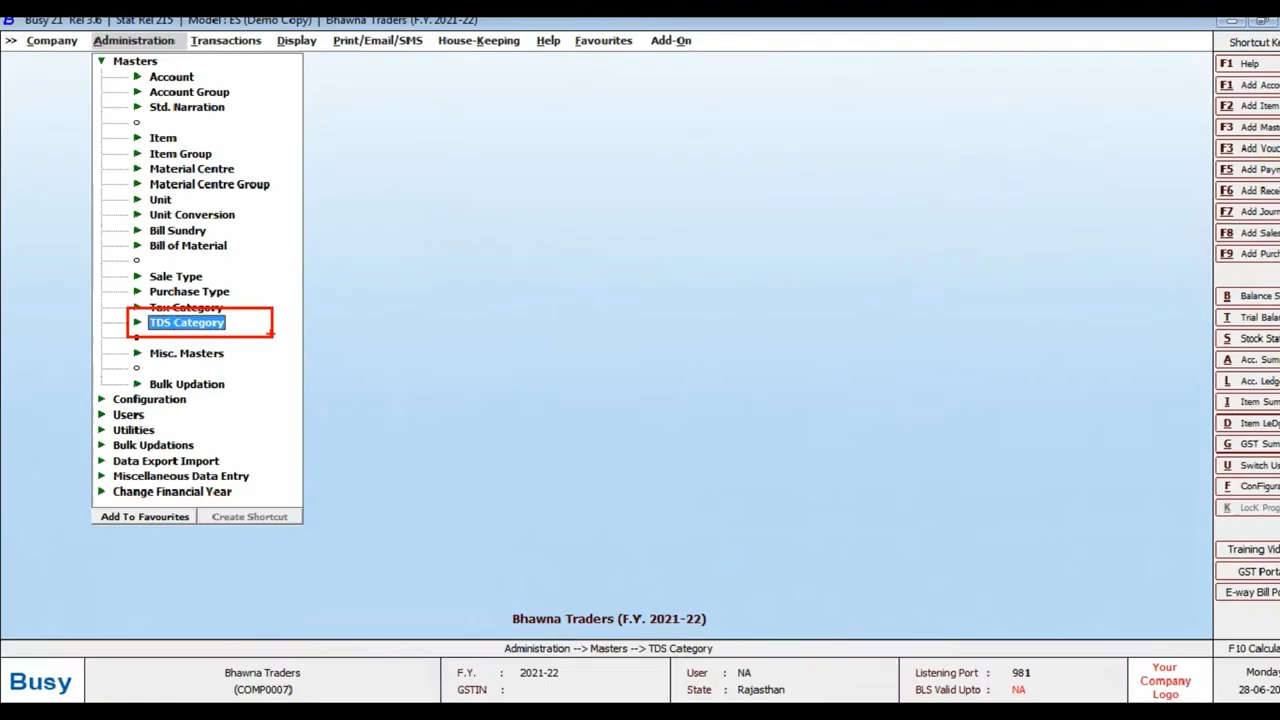 Busy 21 Rel 3.6 | Stat Rel 215 | Model : ES (Demo Copy) | Bhawna Traders (F.Y. 2021-22)
>> Company Administration Transactions Display Print/Email/SMS House-Keeping Help Favourites Add-On
Masters
Account
Account Group
Std. Narration
Item
Item Group
Material Centre
Material Centre Group
Unit
Unit Conversion
Bill Sundry
Bill of Material
Sale Type
Purchase Type
Tax Category
TDS Category
Misc. Masters
Bulk Updation
Configuration
Users
Utilities
Bulk Updations
Data Export Import
Miscellaneous Data Entry
Change Financial Year
Add To Favourites Create Shortcut
Shortcut Ke
F1 Help
F1 Add Acco
F2 Add Item
F3 Add Mast
F3 Add Vouc
F5 Add Paym
F6 Add Rece
F7 Add Journ
F8 Add Sales
F9 Add Purch
B Balance S
T Trial Balan
S Stock Stat
A Acc. Sum
L Acc. Ledg
I Item Sum
D Item LeDg
G GST Sum
U Switch Us
F ConFigura
K LocK Prog
Training Vid
GST Porta
E-way Bill Po
Bhawna Traders (F.Y. 2021-22)
Administration --> Masters --> TDS Category
F10 Calcula
Busy
Bhawna Traders
(COMP0007)
F.Y. : 2021-22
GSTIN :
User : NA
State : Rajasthan
Listening Port : 981
BLS Valid Upto : NA
Your
Company
Logo
Monday
28-06-20